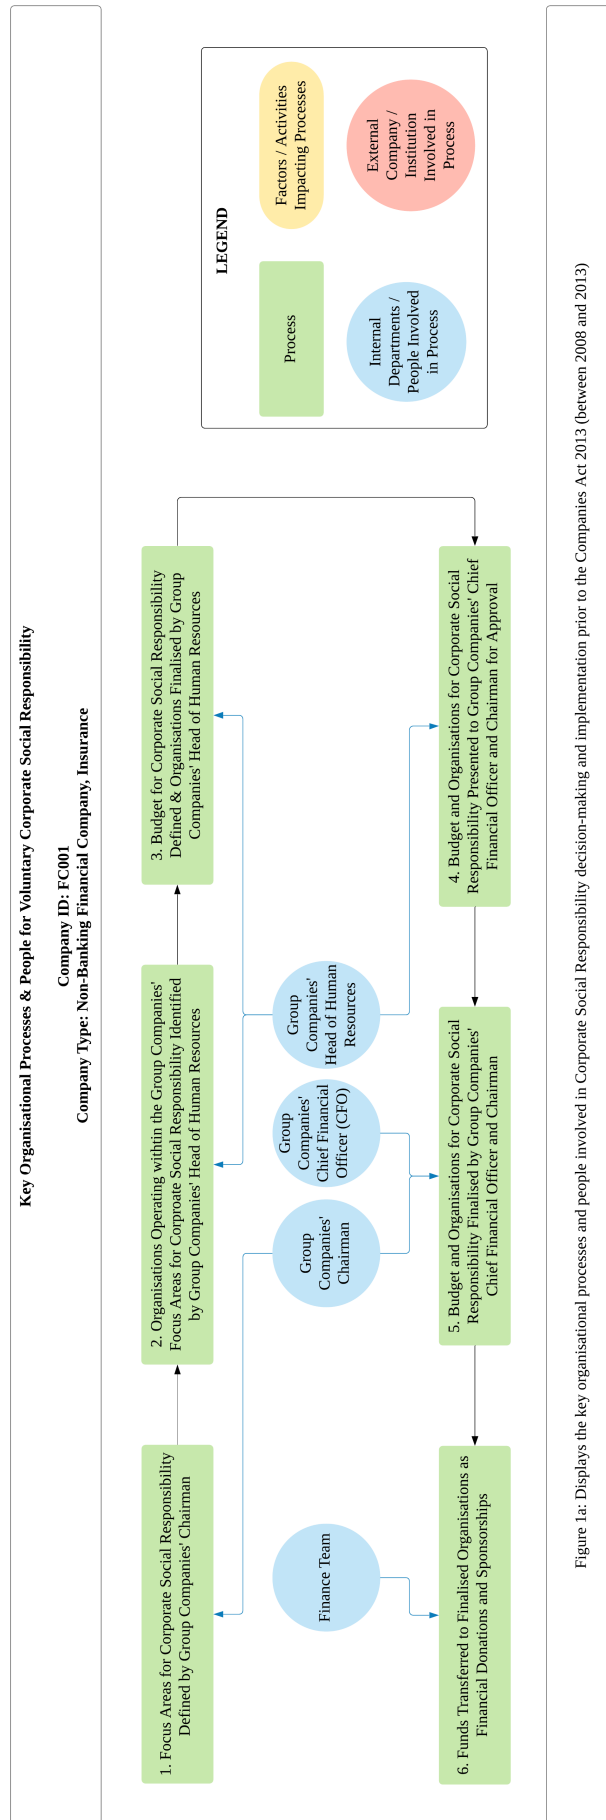 Key Organisational Processes & People for Voluntary Corporate Social Responsibility
Company ID: FC001
Company Type: Non-Banking Financial Company, Insurance
1. Focus Areas for Corporate Social Responsibility
Defined by Group Companies' Chairman
2. Organisations Operating withtin the Group Companies'
Focus Areas for Corproate Social Responsibility Identified
by Group Companies' Head of Human Resources
3. Budget for Corporate Social Responsibility
Defined & Organisations Finalised by Group
Companies' Head of Human Resources
Finance Team
Group
Companies'
Chairman
Group
Companies'
Chief Financial
Officer (CFO)
Group
Companies'
Head of Human
Resources
6. Funds Transferred to Finalised Organisations as
Financial Donations and Sponsorships
5. Budget and Organisations for Corporate Social
Responsibility Finalised by Group Companies'
Chief Financial Officer and Chairman
4. Budget and Organisations for Corporate Social
Responsibility Presented to Group Companies' Chief
Financial Officer and Chairman for Approval
LEGEND
Process
Factors / Activities
Impacting Processes
Internal
Departments /
People Involved
in Process
External
Company /
Institution
Involved in
Process
Figure 1a: Displays the key organisational processes and people involved in Corporate Social Responsibility decision-making and implementation prior to the Companies Act 2013 (between 2008 and 2013)